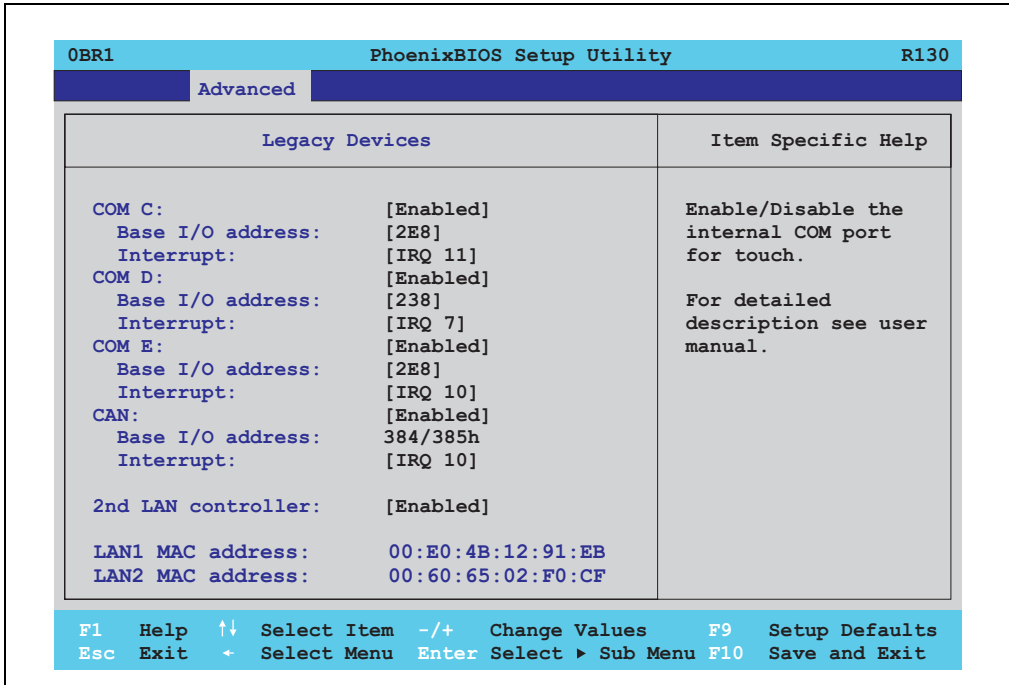 0BR1 PhoenixBIOS Setup Utility R130
Advanced
Legacy Devices
Item Specific Help
COM C: [Enabled]
Base I/O address: [2E8]
Interrupt: [IRQ 11]
COM D: [Enabled]
Base I/O address: [238]
Interrupt: [IRQ 7]
COM E: [Enabled]
Base I/O address: [2E8]
Interrupt: [IRQ 10]
CAN: [Enabled]
Base I/O address: 384/385h
Interrupt: [IRQ 10]
2nd LAN controller: [Enabled]
LAN1 MAC address: 00:E0:4B:12:91:EB
LAN2 MAC address: 00:60:65:02:F0:CF
Enable/Disable the
internal COM port
for touch.
For detailed
description see user
manual.
F1 Help ↑↓ Select Item -/+ Change Values F9 Setup Defaults
Esc Exit ← Select Menu Enter Select ▶ Sub Menu F10 Save and Exit